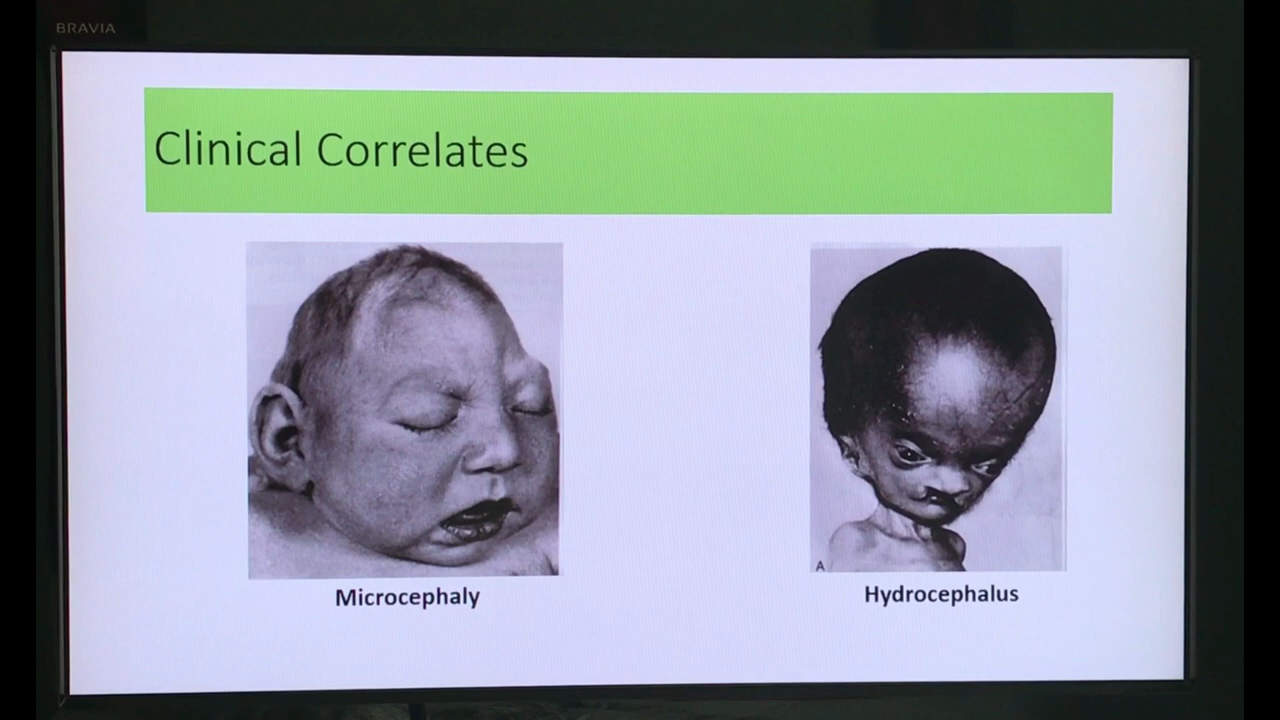 BRAVIA
Clinical Correlates
A
Microcephaly
Hydrocephalus